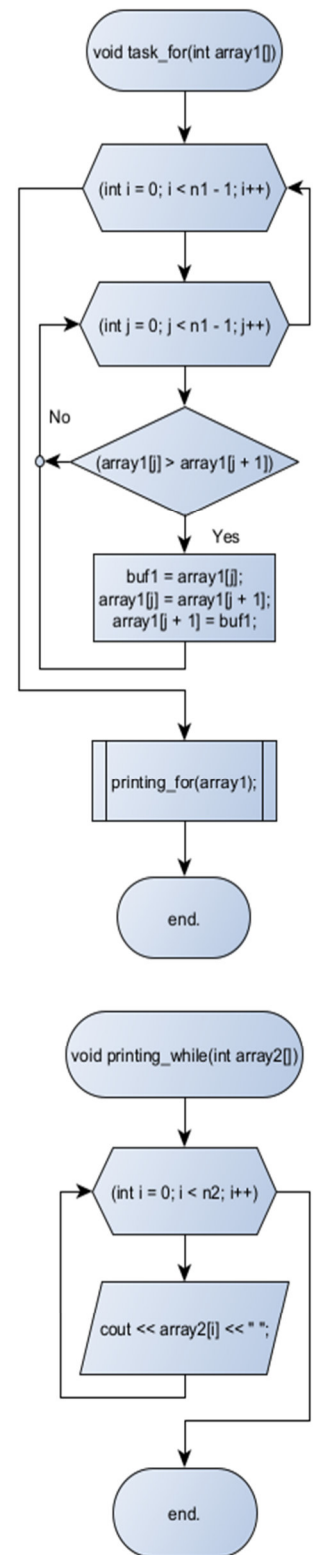 void task_for(int array1[])
(int i = 0; i < n1 - 1; i++)
(int j = 0; j < n1 - 1; j++)
No
(array1[j] > array1[j + 1])
Yes
buf1 = array1[j];
array1[j] = array1[j + 1];
array1[j + 1] = buf1;
printing_for(array1);
end.
void printing_while(int array2[])
(int i = 0; i < n2; i++)
cout << array2[i] << " ";
end.